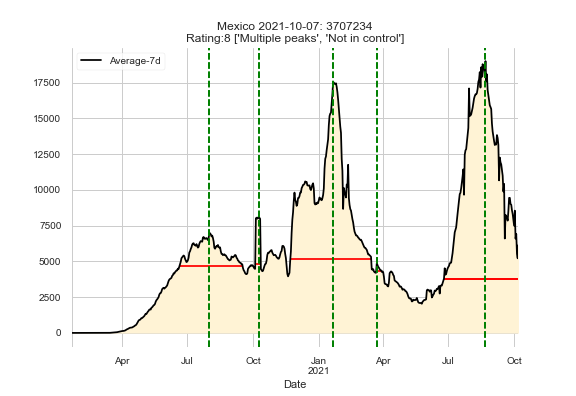 Mexico 2021-10-07: 3707234
Rating:8 ['Multiple peaks', 'Not in control']
Average-7d
17500
15000
12500
10000
7500
5000
2500
0
Apr Jul Oct Jan Apr Jul Oct
2021
Date